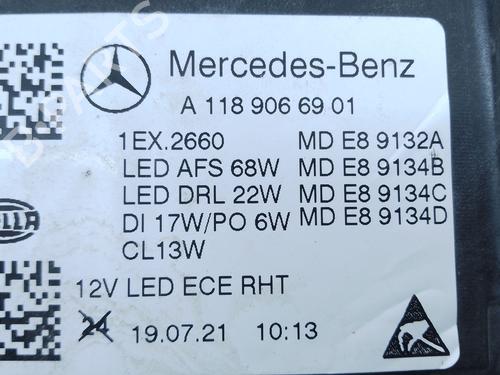 Mercedes-Benz
A 118 906 69 01
1EX.2660 MD E8 9132A
LED AFS 68W MD E8 9134B
LED DRL 22W MD E8 9134C
DI 17W/PO 6W MD E8 9134D
CL13W
12V LED ECE RHT
24 19.07.21 10:13